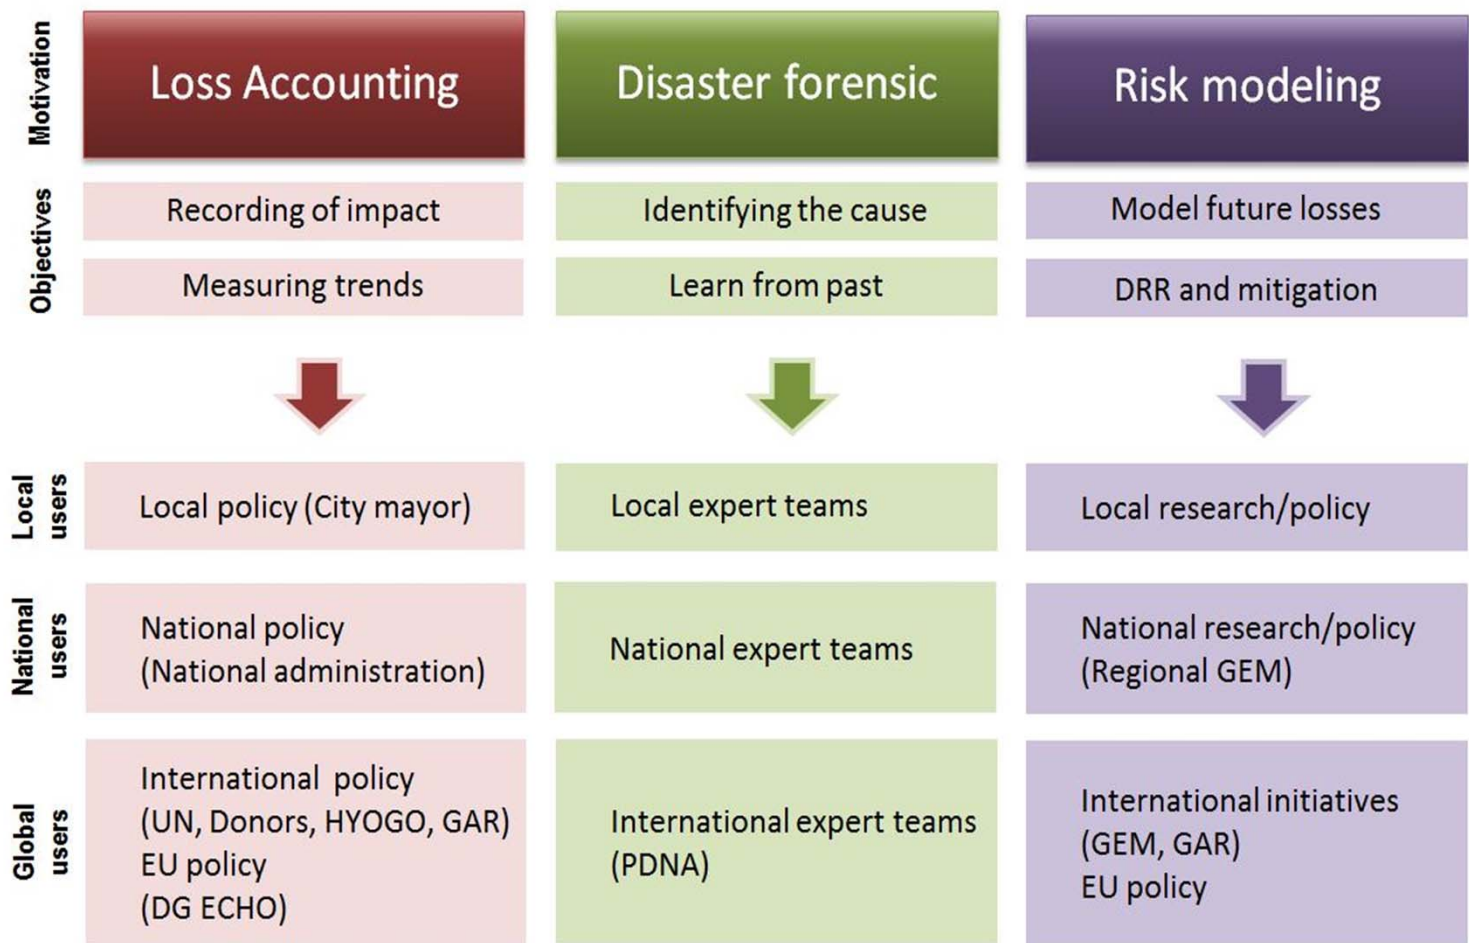 Motivation
Loss Accounting
Disaster forensic
Risk modeling
Objectives
Recording of impact
Identifying the cause
Model future losses
Measuring trends
Learn from past
DRR and mitigation
Local
users
Local policy (City mayor)
Local expert teams
Local research/policy
National
users
National policy
(National administration)
National expert teams
National research/policy
(Regional GEM)
Global
users
International policy
(UN, Donors, HYOGO, GAR)
EU policy
(DG ECHO)
International expert teams
(PDNA)
International initiatives
(GEM, GAR)
EU policy